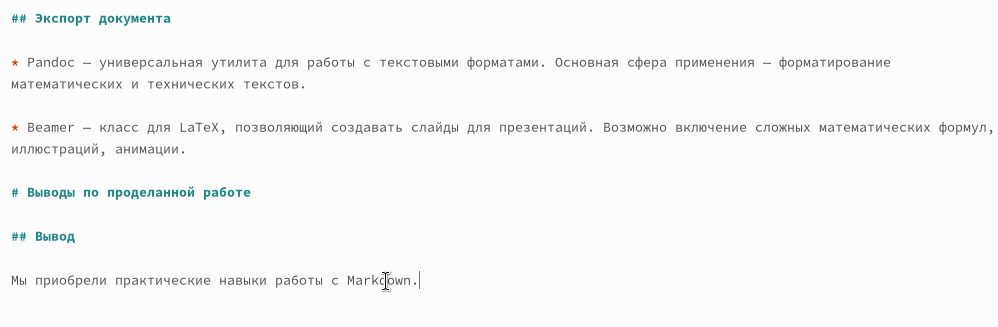 ## Экспорт документа
* Pandoc — универсальная утилита для работы с текстовыми форматами. Основная сфера применения — форматирование
математических и технических текстов.
* Beamer — класс для LaTeX, позволяющий создавать слайды для презентаций. Возможно включение сложных математических формул,
иллюстраций, анимации.
# Выводы по проделанной работе
## Вывод
Мы приобрели практические навыки работы с Markdown.